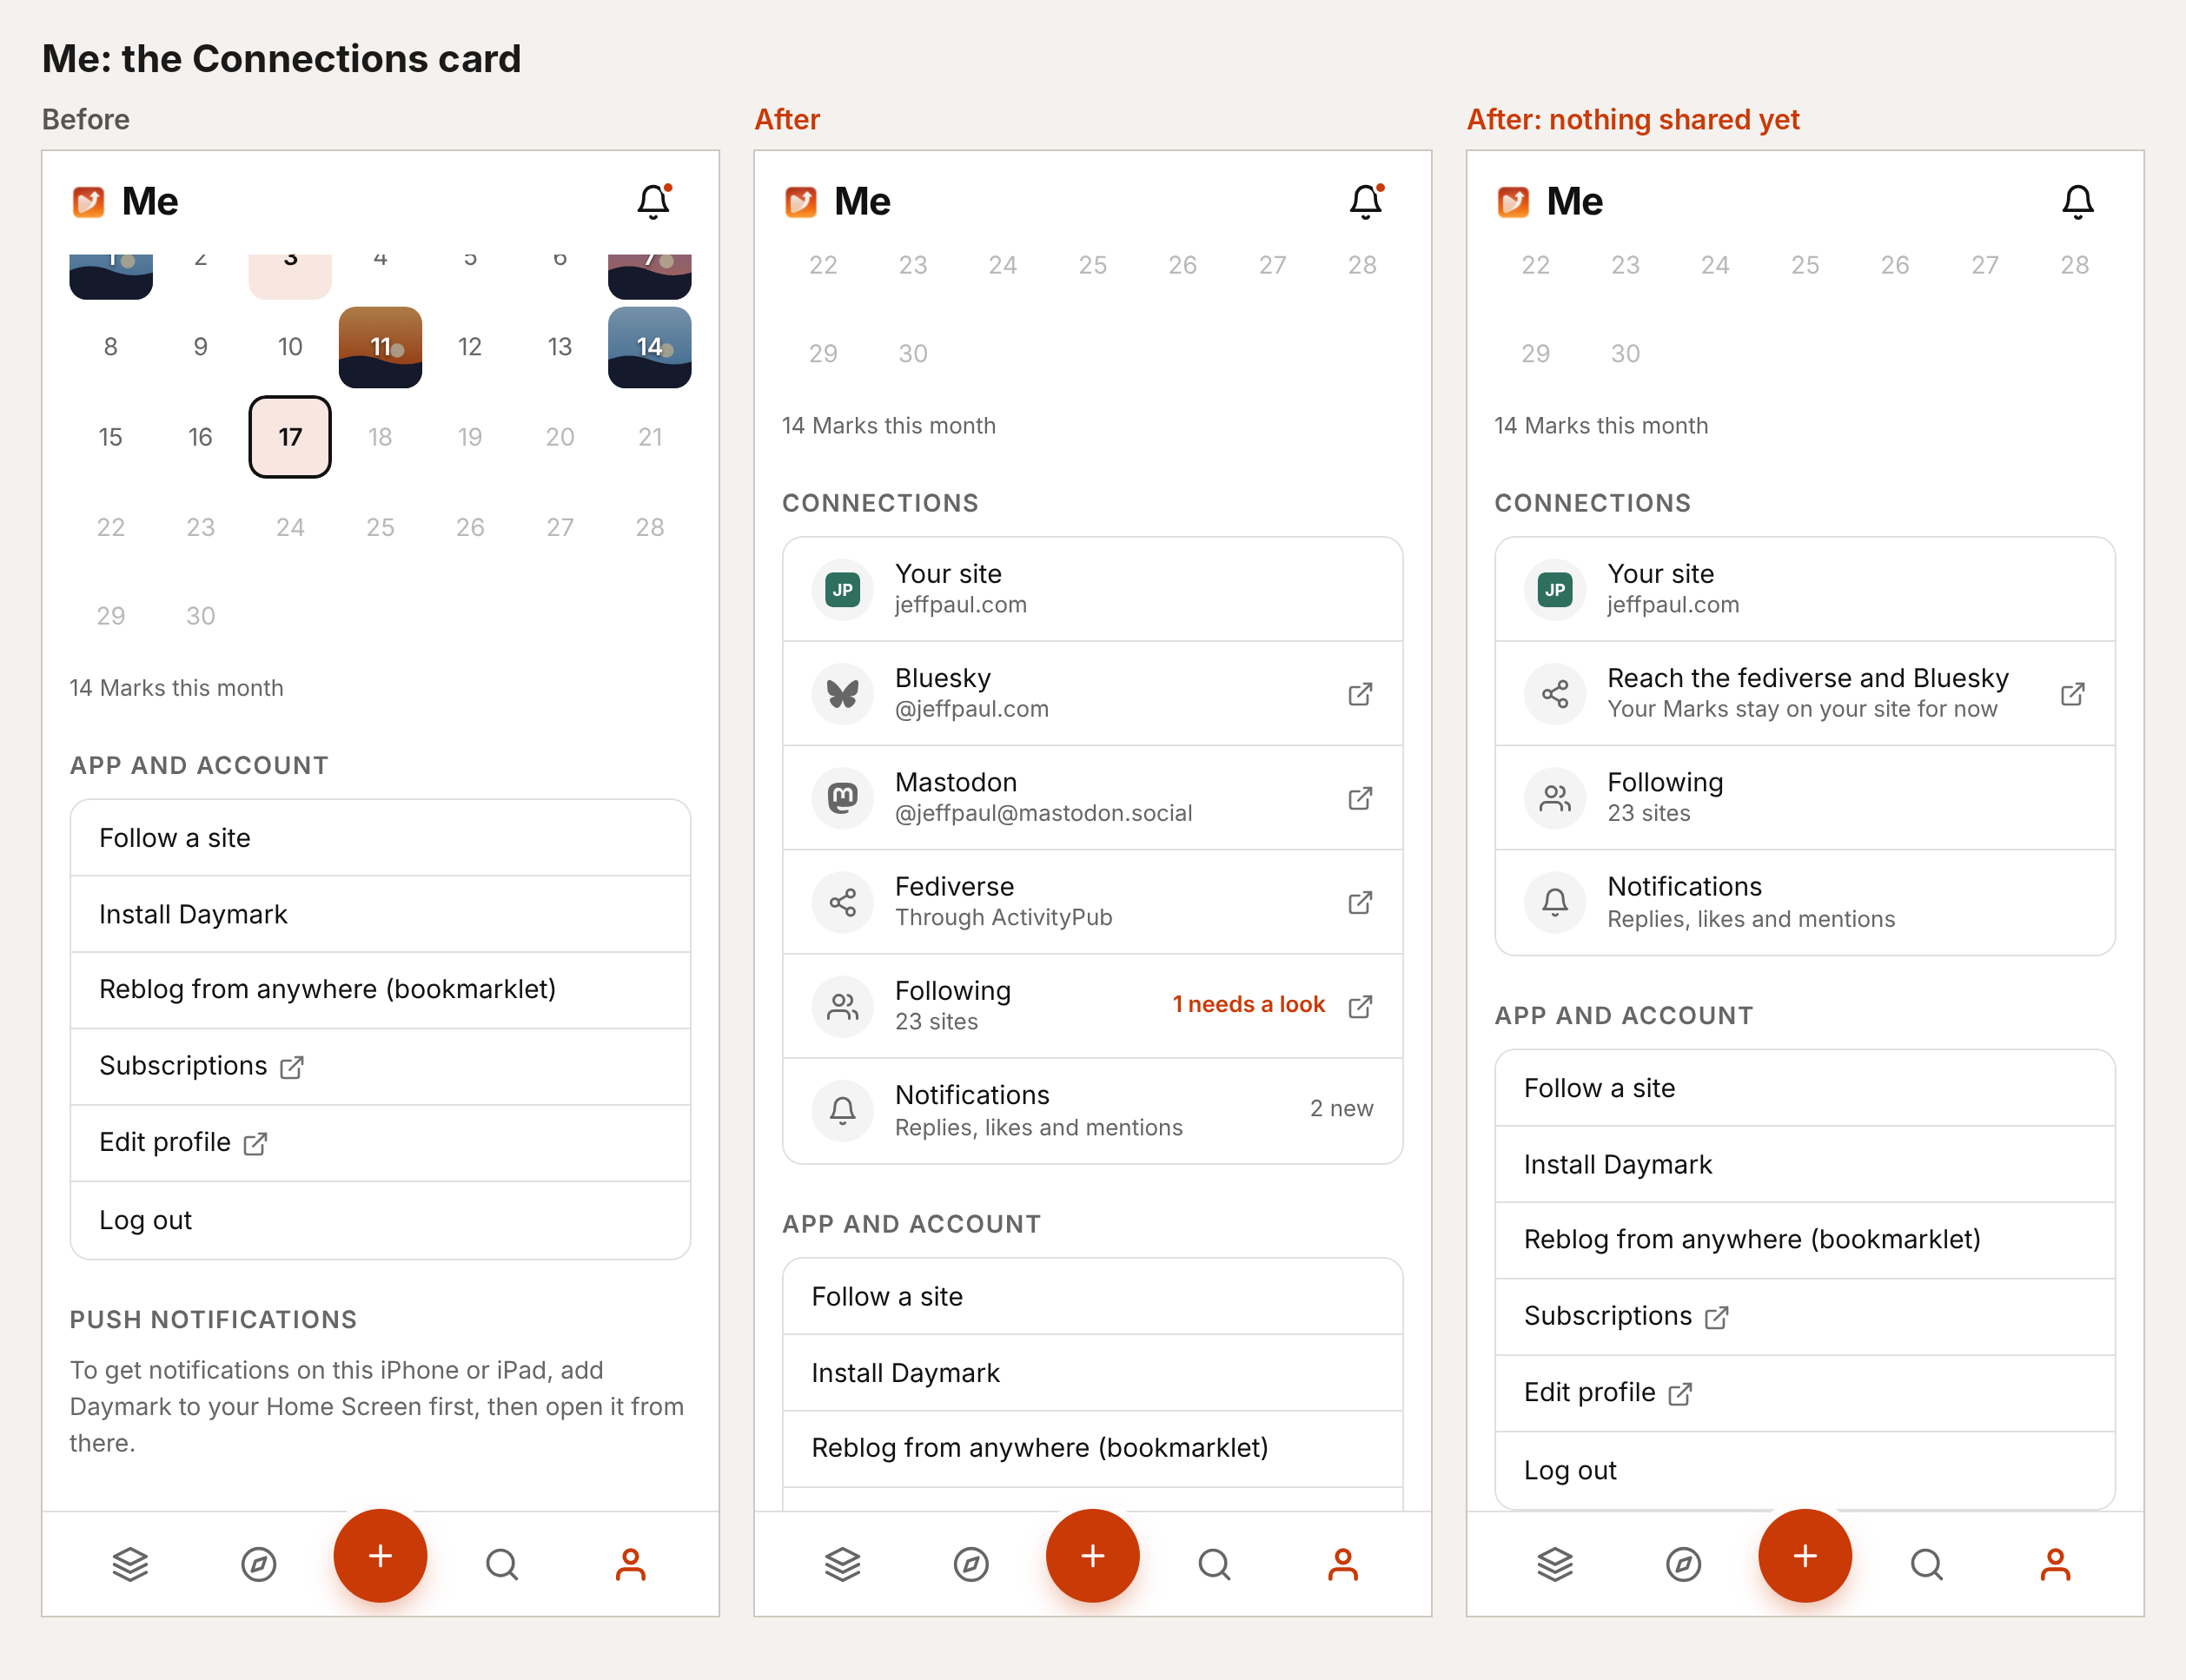 Me: the Connections card
Before
Me
1 2 3 4 5 6 7
8 9 10 11 12 13 14
15 16 17 18 19 20 21
22 23 24 25 26 27 28
29 30
14 Marks this month
APP AND ACCOUNT
Follow a site
Install Daymark
Reblog from anywhere (bookmarklet)
Subscriptions
Edit profile
Log out
PUSH NOTIFICATIONS
To get notifications on this iPhone or iPad, add
Daymark to your Home Screen first, then open it from
there.
After
Me
22 23 24 25 26 27 28
29 30
14 Marks this month
CONNECTIONS
JP
Your site
jeffpaul.com
Bluesky
@jeffpaul.com
Mastodon
@jeffpaul@mastodon.social
Fediverse
Through ActivityPub
Following
23 sites
1 needs a look
Notifications
Replies, likes and mentions
2 new
APP AND ACCOUNT
Follow a site
Install Daymark
Reblog from anywhere (bookmarklet)
After: nothing shared yet
Me
22 23 24 25 26 27 28
29 30
14 Marks this month
CONNECTIONS
JP
Your site
jeffpaul.com
Reach the fediverse and Bluesky
Your Marks stay on your site for now
Following
23 sites
Notifications
Replies, likes and mentions
APP AND ACCOUNT
Follow a site
Install Daymark
Reblog from anywhere (bookmarklet)
Subscriptions
Edit profile
Log out